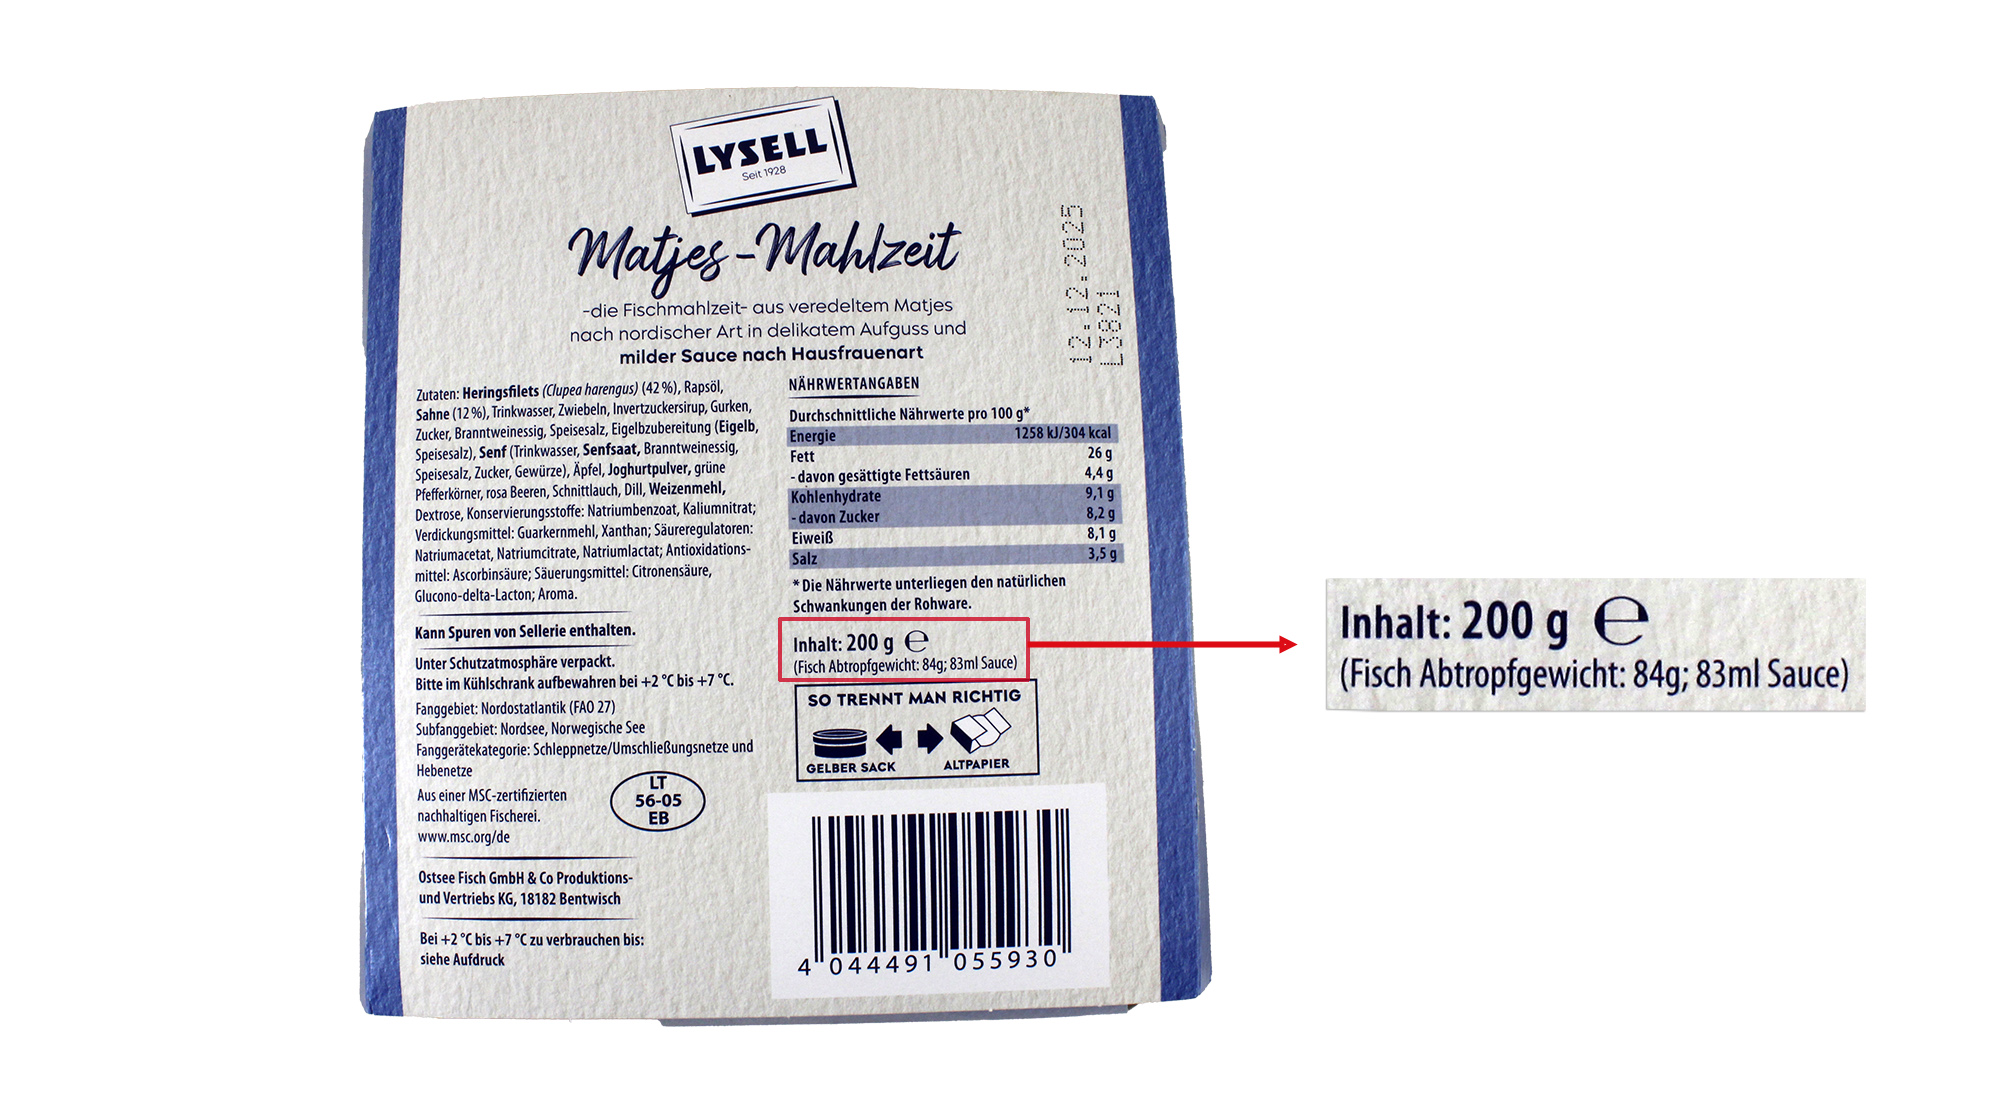 LYSELL
Seit 1928
Matjes-Mahlzeit
-die Fischmahlzeit- aus veredeltem Matjes
nach nordischer Art in delikatem Aufguss und
milder Sauce nach Hausfrauenart
12.12.2025
L3821
Zutaten: Heringsfilets (Clupea harengus) (42 %), Rapsöl,
Sahne (12 %), Trinkwasser, Zwiebeln, Invertzuckersirup, Gurken,
Zucker, Branntweinessig, Speisesalz, Eigelbzubereitung (Eigelb,
Speisesalz), Senf (Trinkwasser, Senfsaat, Branntweinessig,
Speisesalz, Zucker, Gewürze), Äpfel, Joghurtpulver, grüne
Pfefferkörner, rosa Beeren, Schnittlauch, Dill, Weizenmehl,
Dextrose, Konservierungsstoffe: Natriumbenzoat, Kaliumnitrat;
Verdickungsmittel: Guarkernmehl, Xanthan; Säureregulatoren:
Natriumacetat, Natriumcitrate, Natriumlactat; Antioxidations-
mittel: Ascorbinsäure; Säuerungsmittel: Citronensäure,
Glucono-delta-Lacton; Aroma.
Kann Spuren von Sellerie enthalten.
Unter Schutzatmosphäre verpackt.
Bitte im Kühlschrank aufbewahren bei +2 °C bis +7 °C.
Fanggebiet: Nordostatlantik (FAO 27)
Subfanggebiet: Nordsee, Norwegische See
Fanggerätekategorie: Schleppnetze/Umschließungsnetze und
Hebenetze
Aus einer MSC-zertifizierten
nachhaltigen Fischerei.
www.msc.org/de
LT
56-05
EB
Ostsee Fisch GmbH & Co Produktions-
und Vertriebs KG, 18182 Bentwisch
Bei +2 °C bis +7 °C zu verbrauchen bis:
siehe Aufdruck
NÄHRWERTANGABEN
Durchschnittliche Nährwerte pro 100 g*
Energie 1258 kJ/304 kcal
Fett 26 g
- davon gesättigte Fettsäuren 4,4 g
Kohlenhydrate 9,1 g
- davon Zucker 8,2 g
Eiweiß 8,1 g
Salz 3,5 g
* Die Nährwerte unterliegen den natürlichen
Schwankungen der Rohware.
Inhalt: 200 g ℮
(Fisch Abtropfgewicht: 84g; 83ml Sauce)
SO TRENNT MAN RICHTIG
GELBER SACK ALTPAPIER
4 044491 055930
Inhalt: 200 g ℮
(Fisch Abtropfgewicht: 84g; 83ml Sauce)